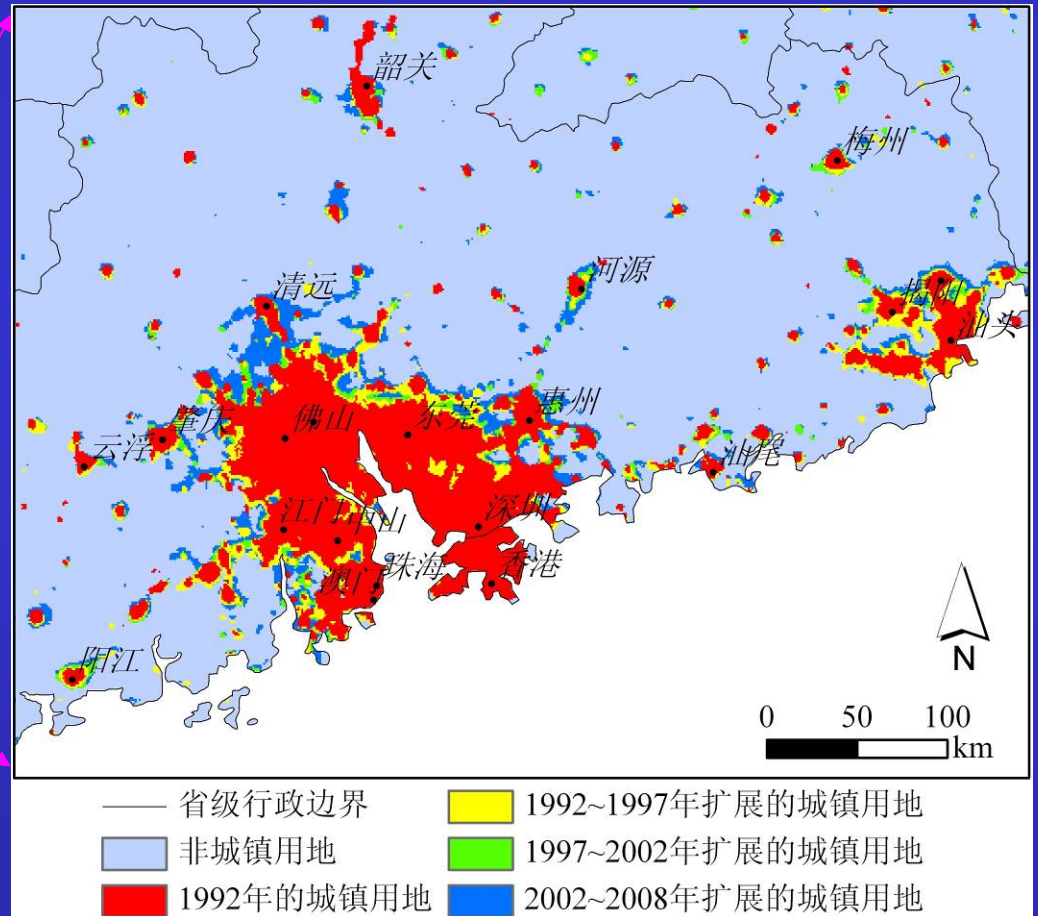 韶关
梅州
清远
河源
揭阳
汕头
肇庆
佛山
东莞
惠州
云浮
汕尾
江门
中山
深圳
珠海
香港
澳门
阳江
N
0 50 100
km
省级行政边界
1992~1997年扩展的城镇用地
非城镇用地
1997~2002年扩展的城镇用地
1992年的城镇用地
2002~2008年扩展的城镇用地